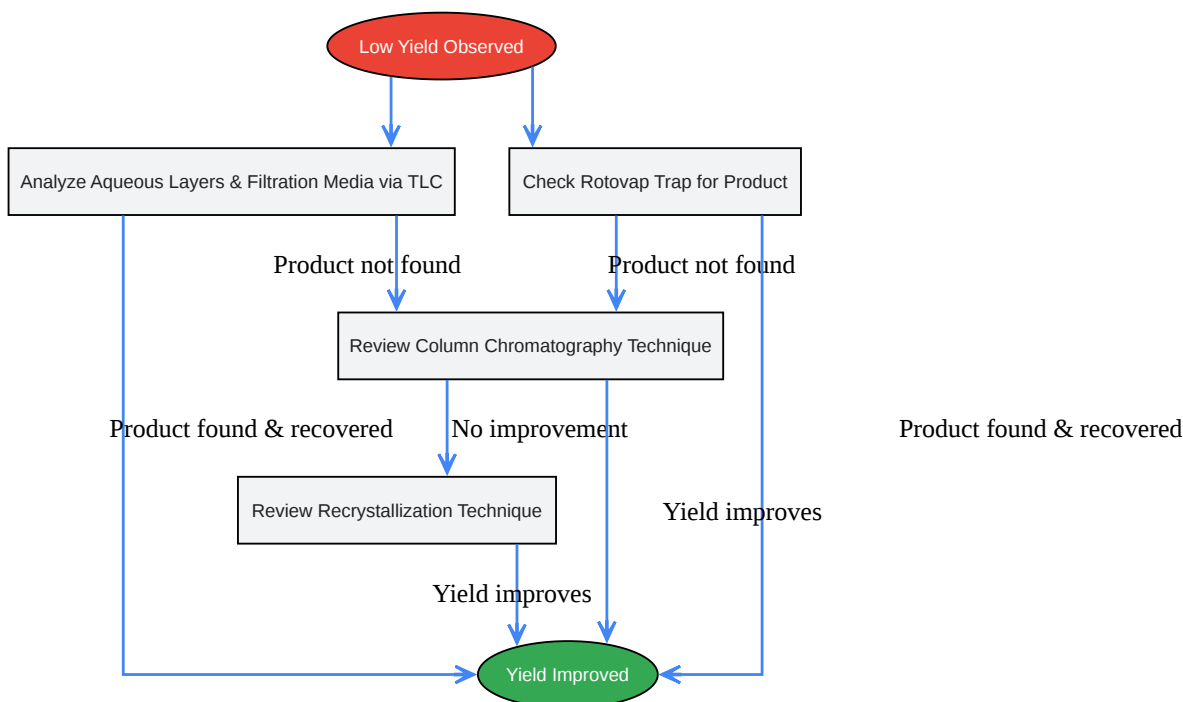 Low Yield Observed
Analyze Aqueous Layers & Filtration Media via TLC
Check Rotovap Trap for Product
Product not found
Product not found
Review Column Chromatography Technique
Product found & recovered
No improvement
Product found & recovered
Review Recrystallization Technique
Yield improves
Yield improves
Yield Improved